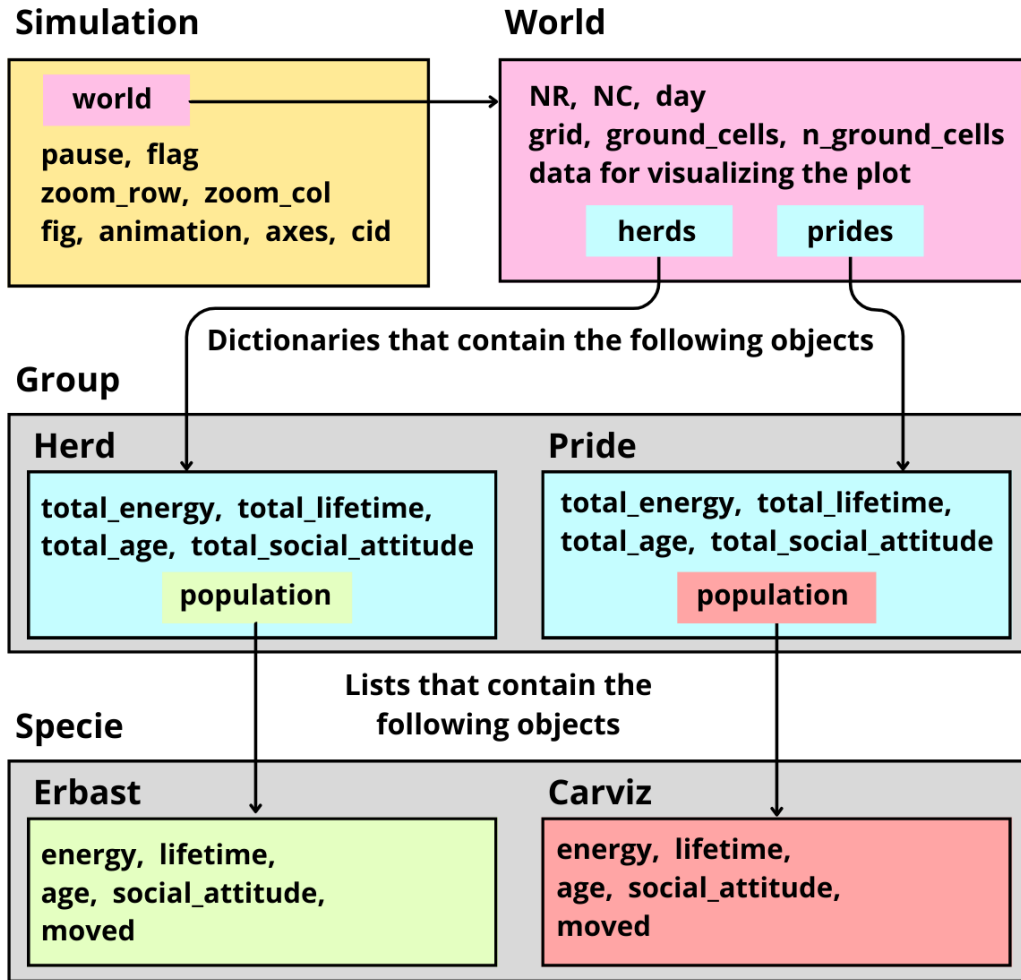 Simulation
World
world
pause, flag
zoom_row, zoom_col
fig, animation, axes, cid
NR, NC, day
grid, ground_cells, n_ground_cells
data for visualizing the plot
herds
prides
Dictionaries that contain the following objects
Group
Herd
total_energy, total_lifetime,
total_age, total_social_attitude
population
Pride
total_energy, total_lifetime,
total_age, total_social_attitude
population
Lists that contain the
following objects
Specie
Erbast
energy, lifetime,
age, social_attitude,
moved
Carviz
energy, lifetime,
age, social_attitude,
moved